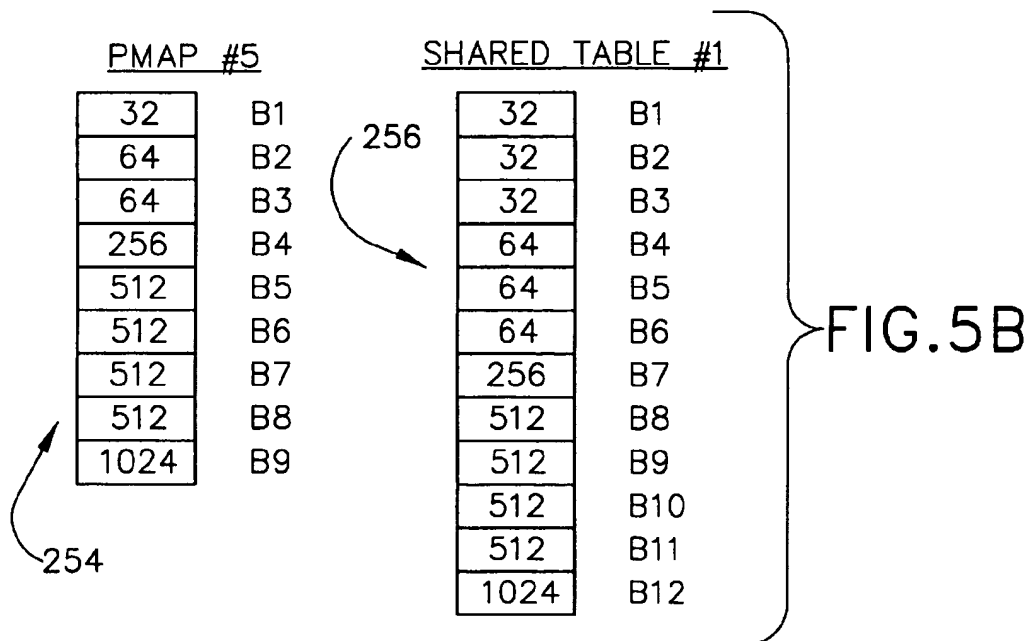 PMAP #5
32 B1
64 B2
64 B3
256 B4
512 B5
512 B6
512 B7
512 B8
1024 B9
254
SHARED TABLE #1
32 B1
32 B2
32 B3
64 B4
64 B5
64 B6
256 B7
512 B8
512 B9
512 B10
512 B11
1024 B12
256
FIG.5B